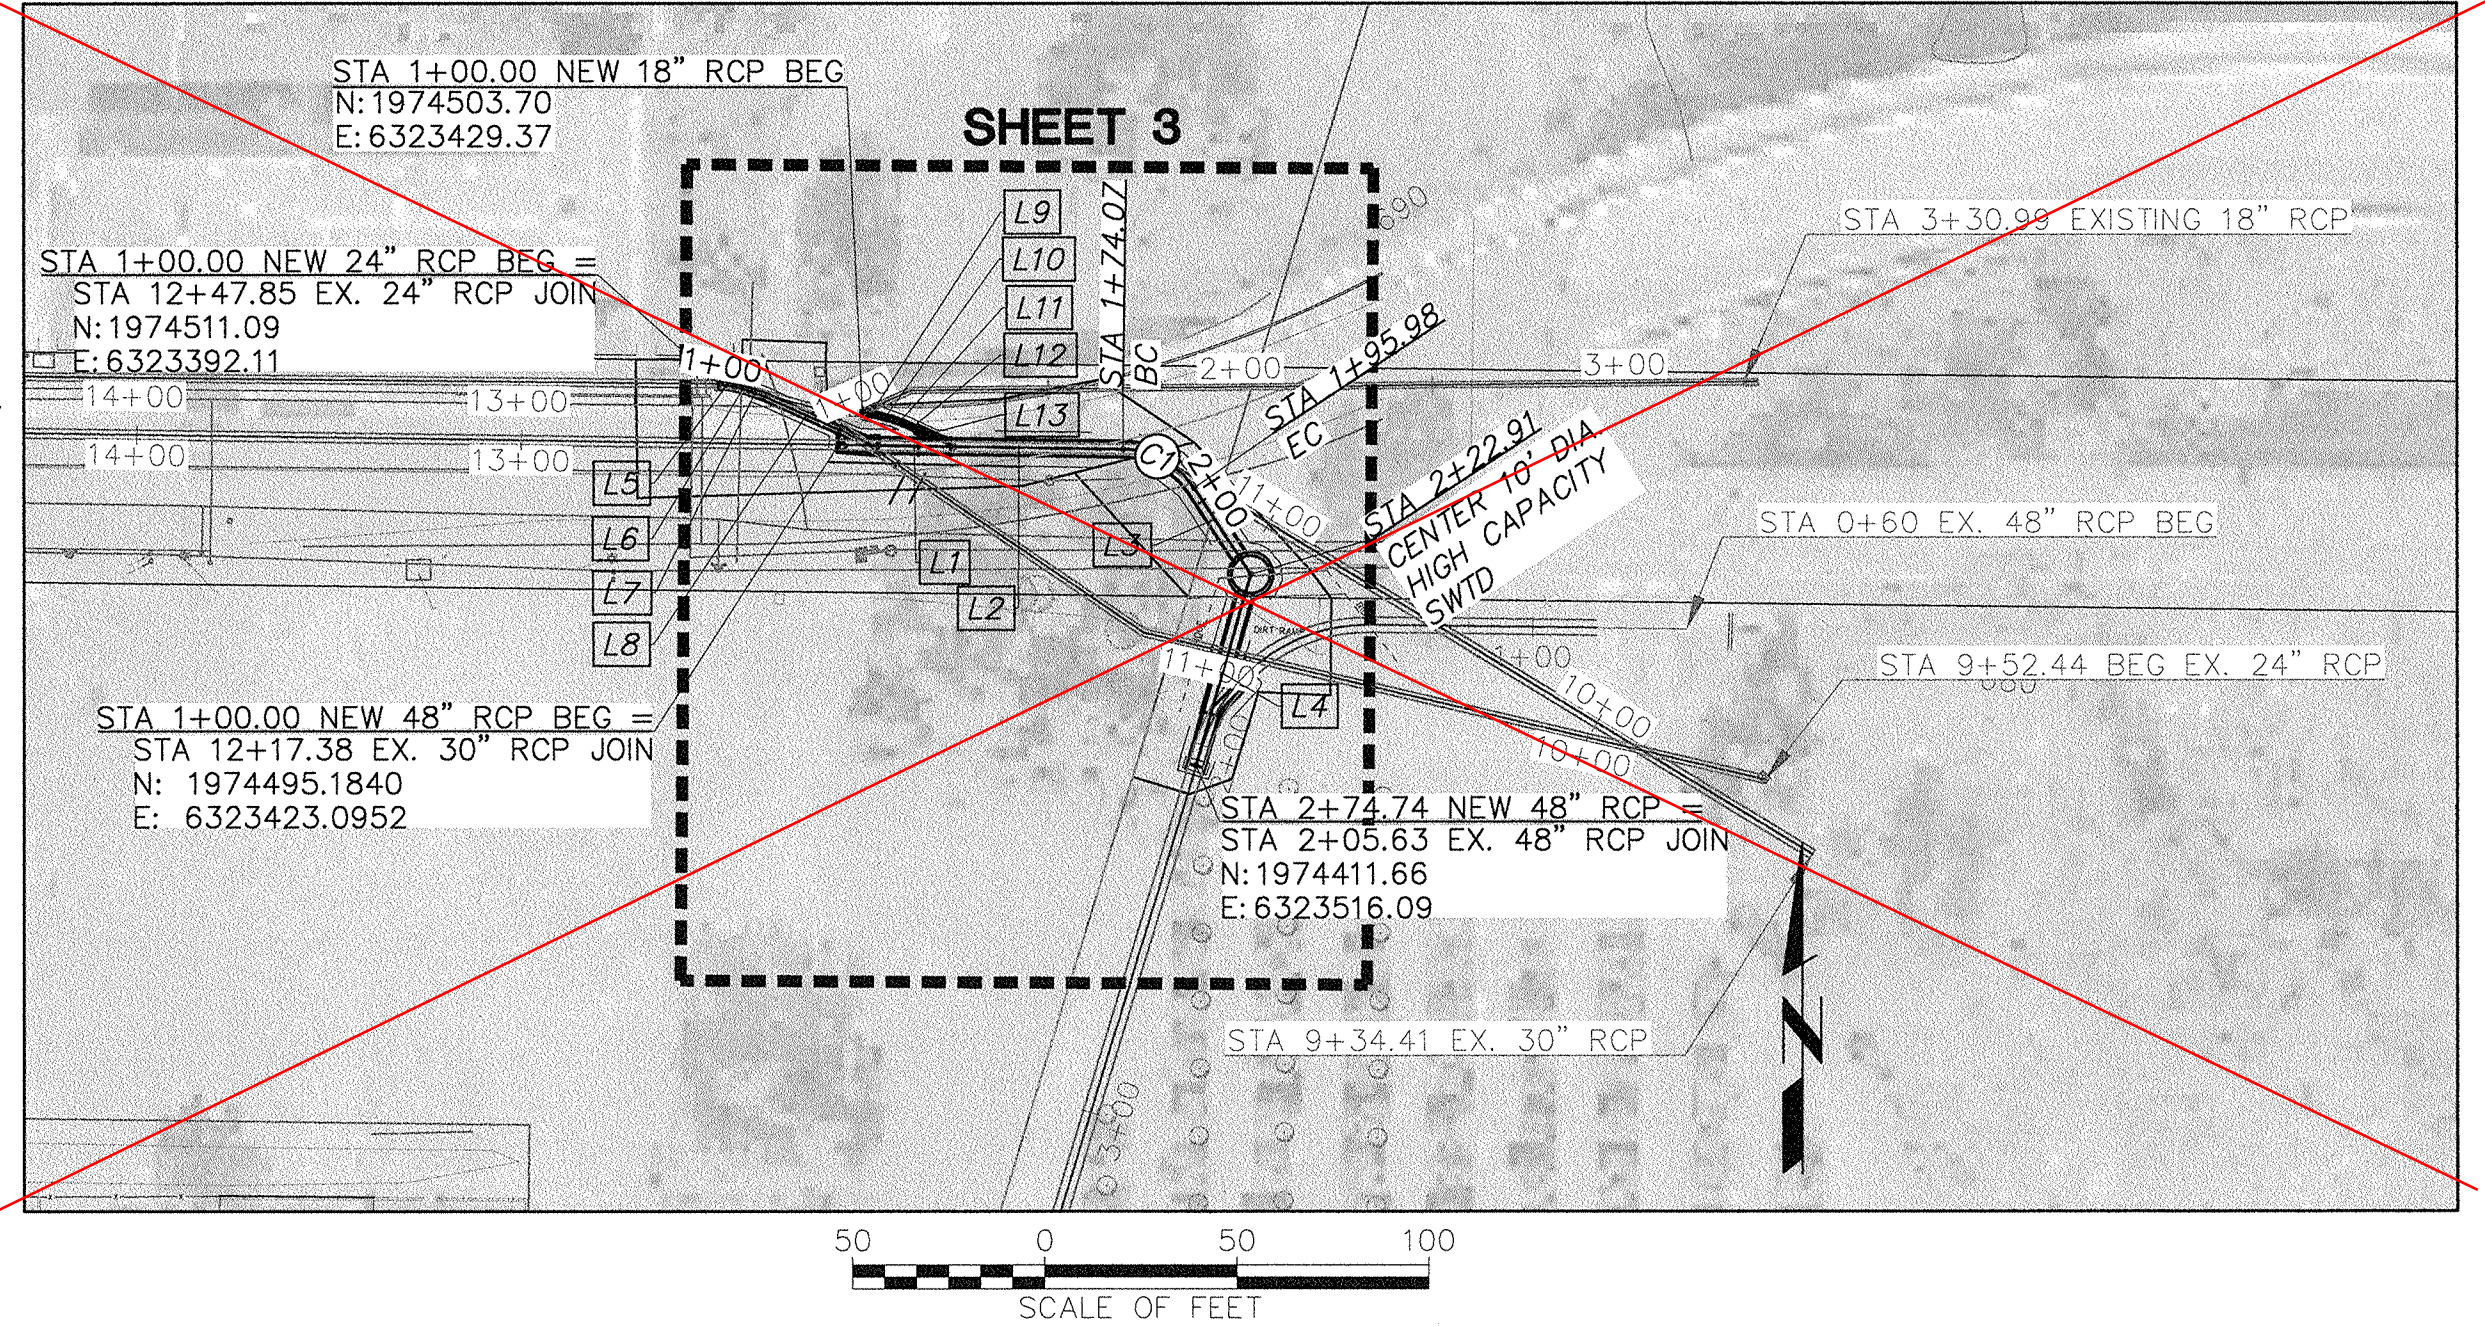 STA 1+00.00 NEW 18" RCP BEG
N:1974503.70
E:6323429.37
SHEET 3
STA 1+00.00 NEW 24" RCP BEG =
STA 12+47.85 EX. 24" RCP JOIN
N:1974511.09
E:6323392.11
L9
L10
L11
L12
L13
STA 1+74.07
BC
690
STA 3+30.99 EXISTING 18" RCP
STA 1+95.98
EC
1+00
1+00
2+00
3+00
14+00
13+00
14+00
13+00
C1
2+00
11+00
STA 2+22.91
CENTER 10' DIA.
HIGH CAPACITY
SWTD
L5
L6
L7
L8
L1
L2
L3
L4
STA 0+60 EX. 48" RCP BEG
DIRT RAMP
1+00
11+00
10+00
10+00
STA 9+52.44 BEG EX. 24" RCP
680
STA 1+00.00 NEW 48" RCP BEG =
STA 12+17.38 EX. 30" RCP JOIN
N: 1974495.1840
E: 6323423.0952
STA 2+74.74 NEW 48" RCP =
STA 2+05.63 EX. 48" RCP JOIN
N:1974411.66
E:6323516.09
STA 9+34.41 EX. 30" RCP
3+00
N
50 0 50 100
SCALE OF FEET